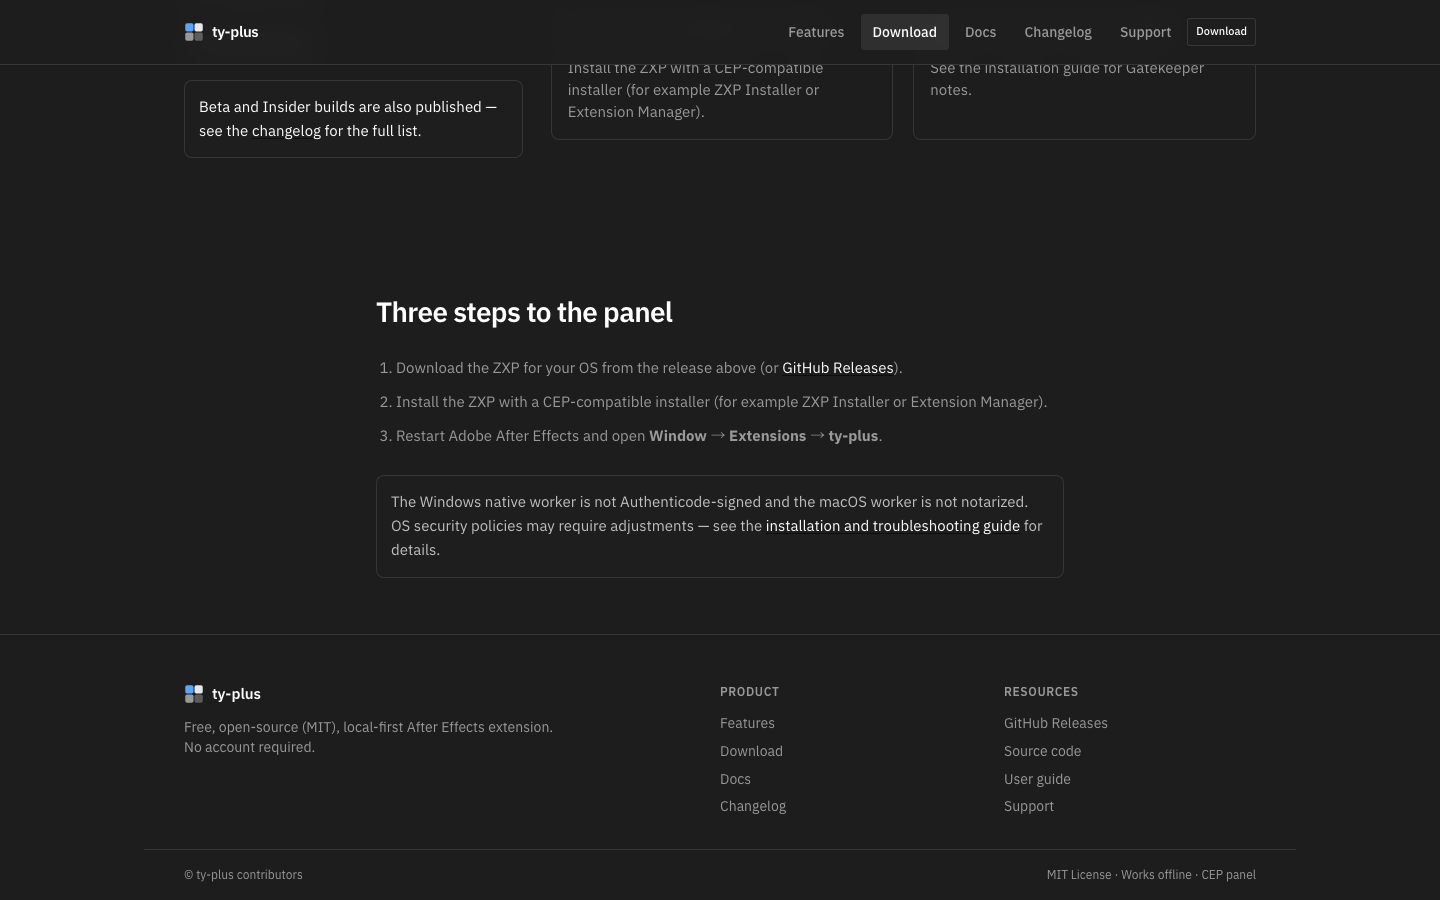 ty-plus
Features
Download
Docs
Changelog
Support
Download
Beta and Insider builds are also published —
see the changelog for the full list.
Install the ZXP with a CEP-compatible
installer (for example ZXP Installer or
Extension Manager).
See the installation guide for Gatekeeper
notes.
Three steps to the panel
1. Download the ZXP for your OS from the release above (or GitHub Releases).
2. Install the ZXP with a CEP-compatible installer (for example ZXP Installer or Extension Manager).
3. Restart Adobe After Effects and open Window → Extensions → ty-plus.
The Windows native worker is not Authenticode-signed and the macOS worker is not notarized.
OS security policies may require adjustments — see the installation and troubleshooting guide for
details.
ty-plus
Free, open-source (MIT), local-first After Effects extension.
No account required.
PRODUCT
Features
Download
Docs
Changelog
RESOURCES
GitHub Releases
Source code
User guide
Support
© ty-plus contributors
MIT License · Works offline · CEP panel